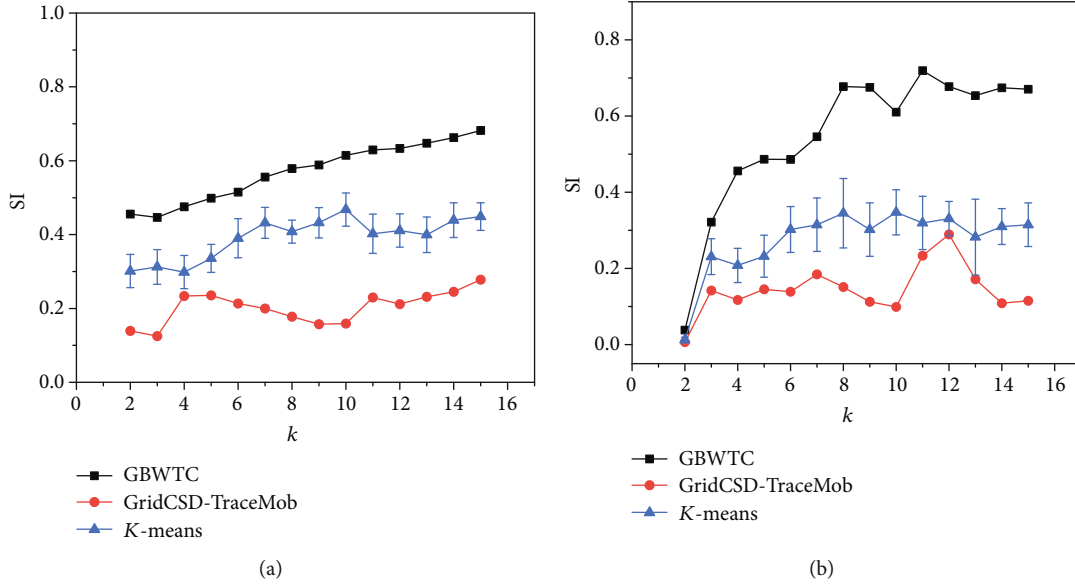 1.0
0.8
0.6
0.4
0.2
0.0
SI
0 2 4 6 8 10 12 14 16
k
GBWTC
GridCSD-TraceMob
K-means
(a)
0.8
0.6
0.4
0.2
0.0
SI
0 2 4 6 8 10 12 14 16
k
GBWTC
GridCSD-TraceMob
K-means
(b)